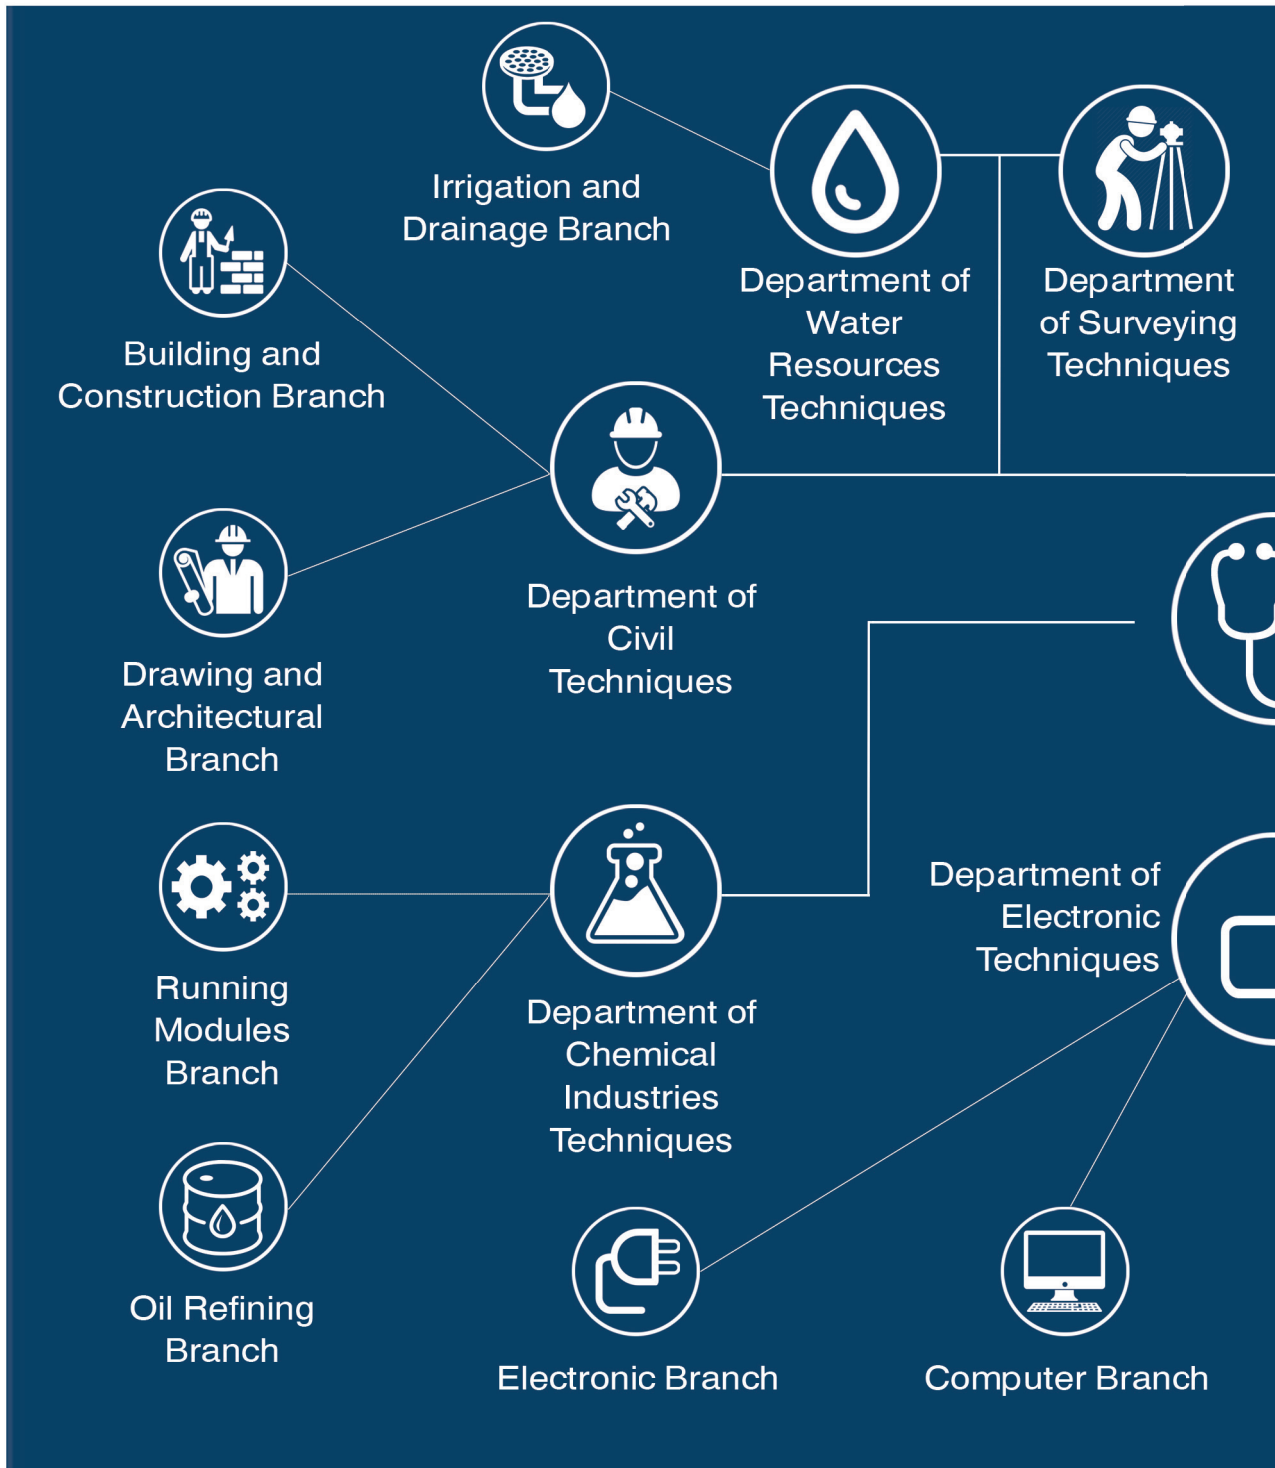 Irrigation and
Drainage Branch
Department of
Water
Resources
Techniques
Department
of Surveying
Techniques
Building and
Construction Branch
Department of
Civil
Techniques
Drawing and
Architectural
Branch
Department of
Electronic
Techniques
Running
Modules
Branch
Department of
Chemical
Industries
Techniques
Oil Refining
Branch
Electronic Branch
Computer Branch